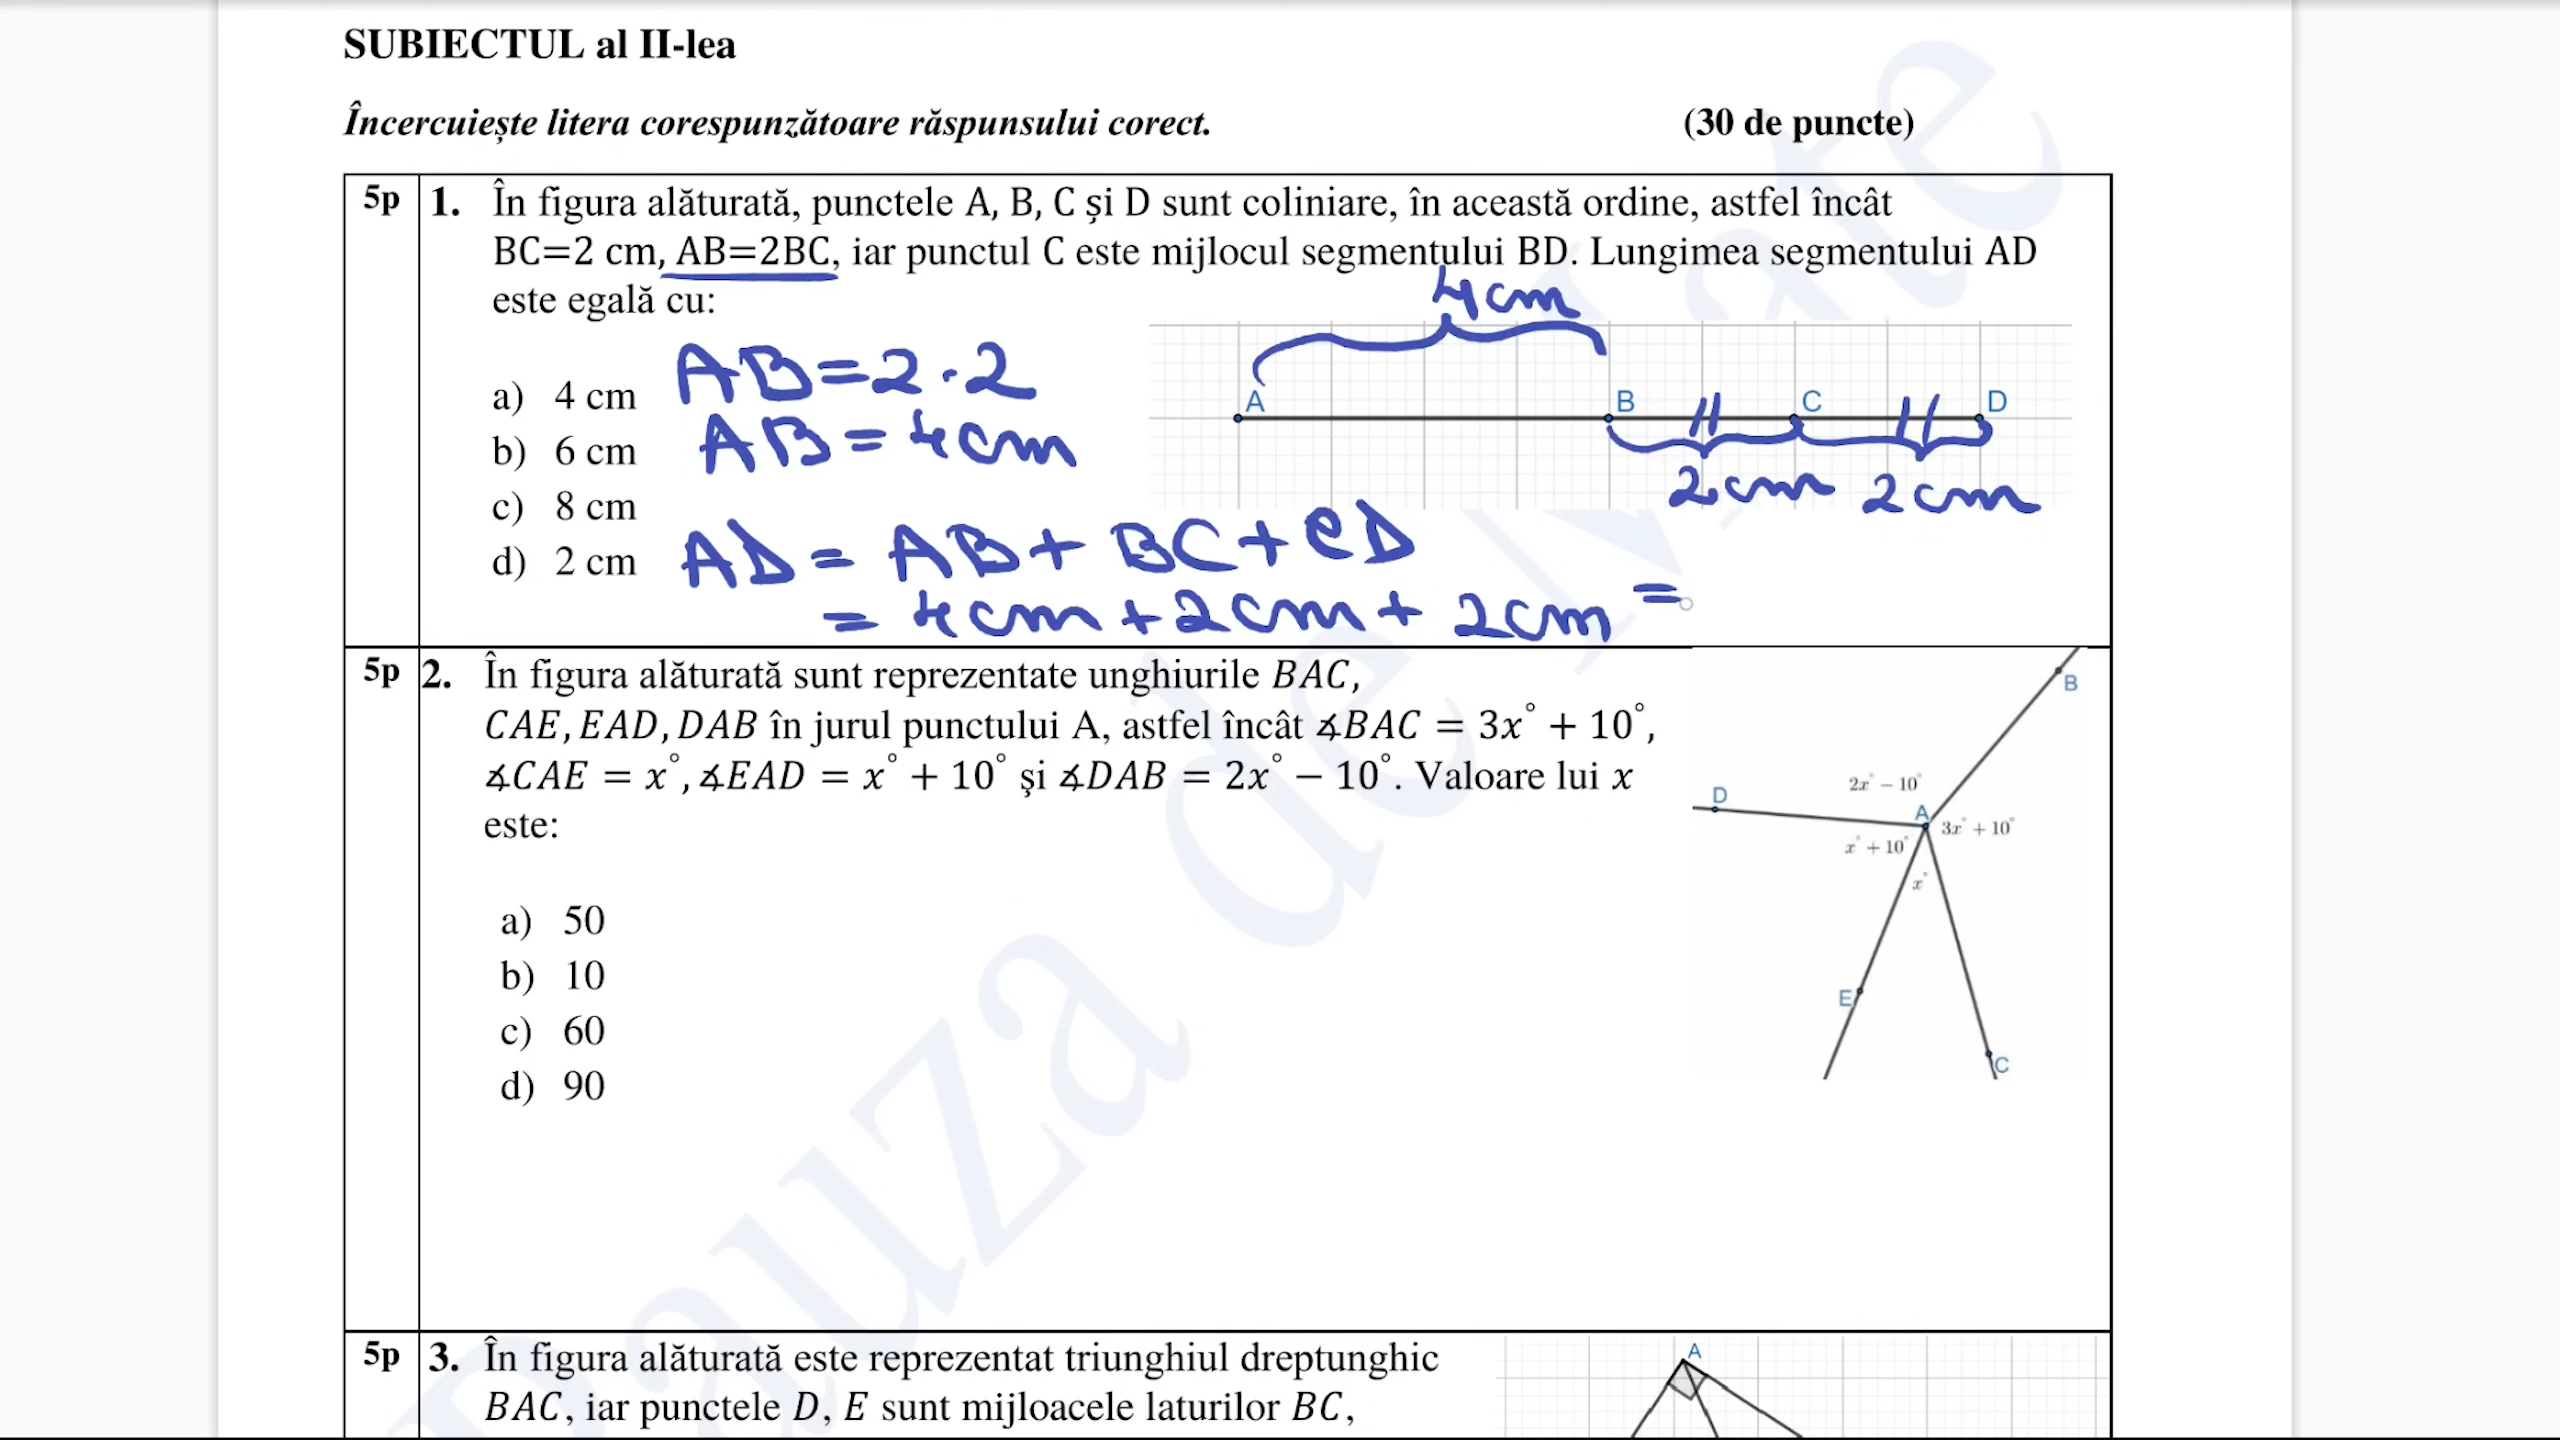 SUBIECTUL al II-lea
Încercuiește litera corespunzătoare răspunsului corect. (30 de puncte)
5p 1. În figura alăturată, punctele A, B, C și D sunt coliniare, în această ordine, astfel încât
BC=2 cm, AB=2BC, iar punctul C este mijlocul segmentului BD. Lungimea segmentului AD
este egală cu:
4cm
a) 4 cm AB=2·2
A B C D
b) 6 cm AB=4cm
c) 8 cm
2cm 2cm
d) 2 cm AD = AB + BC + CD
= 4cm + 2cm + 2cm =
5p 2. În figura alăturată sunt reprezentate unghiurile BAC,
CAE, EAD, DAB în jurul punctului A, astfel încât ∡BAC = 3x° + 10°,
∡CAE = x°, ∡EAD = x° + 10° și ∡DAB = 2x° − 10°. Valoare lui x
este:
B
2x° − 10°
D
A
3x° + 10°
x° + 10°
x°
E
C
a) 50
b) 10
c) 60
d) 90
5p 3. În figura alăturată este reprezentat triunghiul dreptunghic
BAC, iar punctele D, E sunt mijloacele laturilor BC,
A
Pauza de Mate